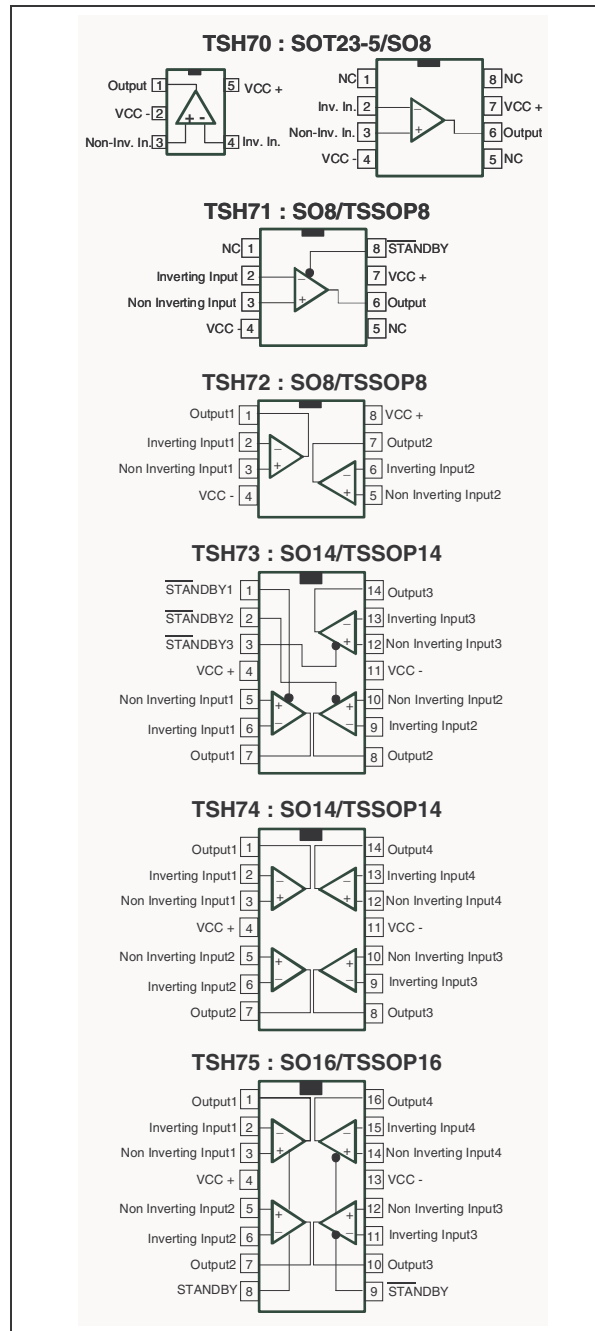 TSH70 : SOT23-5/SO8
Output 1 5 VCC +
VCC - 2
Non-Inv. In. 3 4 Inv. In.
+ -
NC 1 8 NC
Inv. In. 2 _ 7 VCC +
Non-Inv. In. 3 + 6 Output
VCC - 4 5 NC
TSH71 : SO8/TSSOP8
NC 1 8 STANDBY
Inverting Input 2 _ 7 VCC +
Non Inverting Input 3 + 6 Output
VCC - 4 5 NC
TSH72 : SO8/TSSOP8
Output1 1 8 VCC +
Inverting Input1 2 _ 7 Output2
Non Inverting Input1 3 + _ 6 Inverting Input2
VCC - 4 + 5 Non Inverting Input2
TSH73 : SO14/TSSOP14
STANDBY1 1 14 Output3
STANDBY2 2 _ 13 Inverting Input3
STANDBY3 3 + 12 Non Inverting Input3
VCC + 4 11 VCC -
Non Inverting Input1 5 + + 10 Non Inverting Input2
Inverting Input1 6 _ _ 9 Inverting Input2
Output1 7 8 Output2
TSH74 : SO14/TSSOP14
Output1 1 14 Output4
Inverting Input1 2 _ _ 13 Inverting Input4
Non Inverting Input1 3 + + 12 Non Inverting Input4
VCC + 4 11 VCC -
Non Inverting Input2 5 + + 10 Non Inverting Input3
Inverting Input2 6 _ _ 9 Inverting Input3
Output2 7 8 Output3
TSH75 : SO16/TSSOP16
Output1 1 16 Output4
Inverting Input1 2 _ _ 15 Inverting Input4
Non Inverting Input1 3 + + 14 Non Inverting Input4
VCC + 4 13 VCC -
Non Inverting Input2 5 + + 12 Non Inverting Input3
Inverting Input2 6 _ _ 11 Inverting Input3
Output2 7 10 Output3
STANDBY 8 9 STANDBY